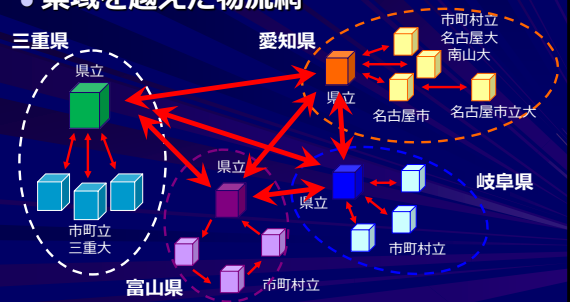 • 県域を越えた物流網
三重県
愛知県
市町村立
名古屋大
南山大
県立
県立
名古屋市
名古屋市立大
県立
岐阜県
県立
市町立
三重大
市町村立
富山県
市町村立